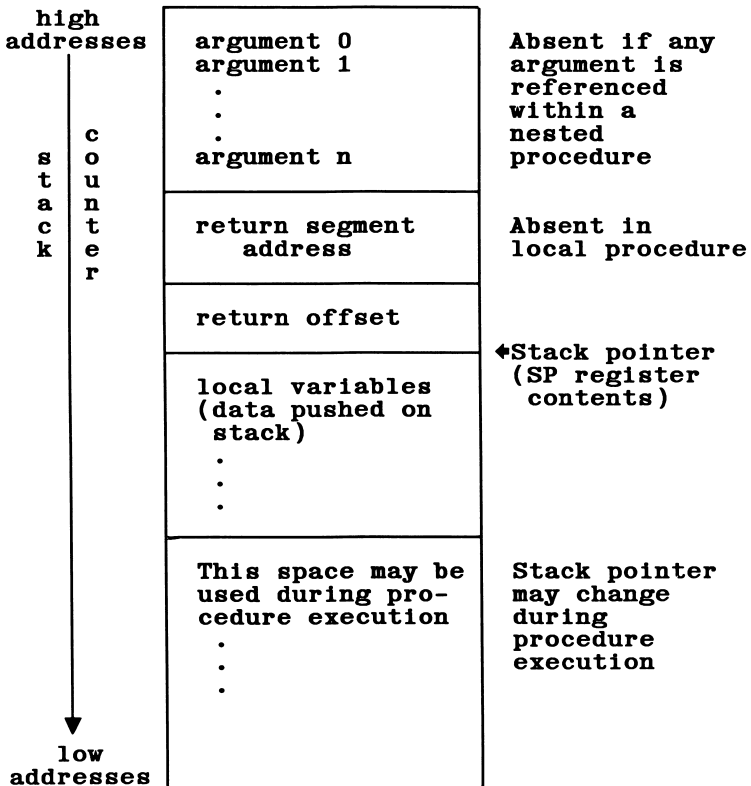 high
addresses
stack
counter
low
addresses
argument 0
argument 1
.
.
.
argument n
return segment
address
return offset
local variables
(data pushed on
stack)
.
.
.
This space may be
used during pro-
cedure execution
.
.
.
Absent if any
argument is
referenced
within a
nested
procedure
Absent in
local procedure
←Stack pointer
(SP register
contents)
Stack pointer
may change
during
procedure
execution